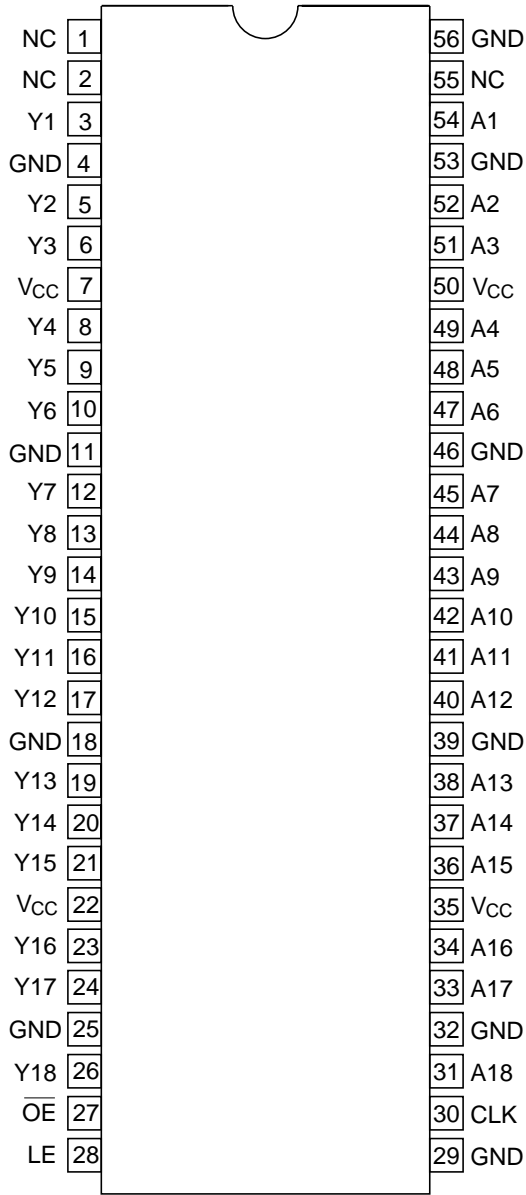 NC 1 56 GND
NC 2 55 NC
Y1 3 54 A1
GND 4 53 GND
Y2 5 52 A2
Y3 6 51 A3
VCC 7 50 VCC
Y4 8 49 A4
Y5 9 48 A5
Y6 10 47 A6
GND 11 46 GND
Y7 12 45 A7
Y8 13 44 A8
Y9 14 43 A9
Y10 15 42 A10
Y11 16 41 A11
Y12 17 40 A12
GND 18 39 GND
Y13 19 38 A13
Y14 20 37 A14
Y15 21 36 A15
VCC 22 35 VCC
Y16 23 34 A16
Y17 24 33 A17
GND 25 32 GND
Y18 26 31 A18
O̅E̅ 27 30 CLK
LE 28 29 GND